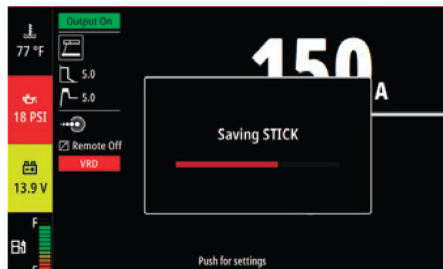 Output On
77 °F
5.0
5.0
18 PSI
Remote Off
VRD
13.9 V
F
150
A
Saving STICK
Push for settings